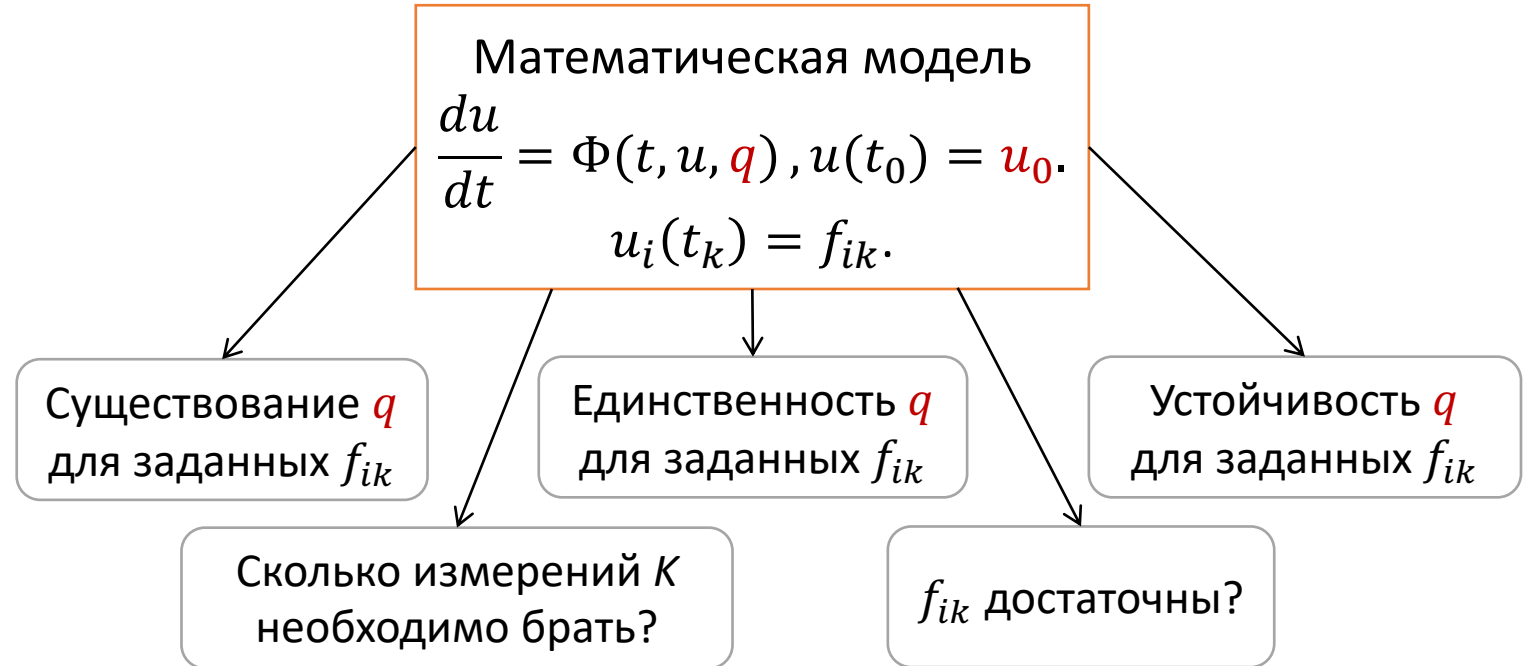 Математическая модель
du/dt = Φ(t, u, q) , u(t₀) = u₀.
uᵢ(tₖ) = fᵢₖ.
Существование q
для заданных fᵢₖ
Единственность q
для заданных fᵢₖ
Устойчивость q
для заданных fᵢₖ
Сколько измерений K
необходимо брать?
fᵢₖ достаточны?